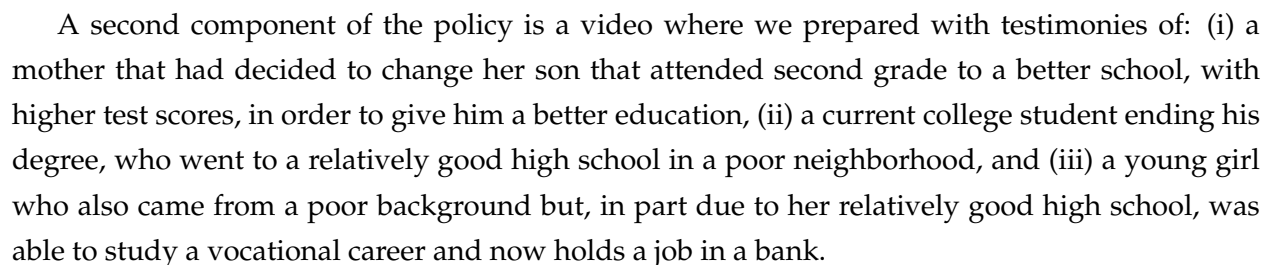 A second component of the policy is a video where we prepared with testimonies of: (i) a
mother that had decided to change her son that attended second grade to a better school, with
higher test scores, in order to give him a better education, (ii) a current college student ending his
degree, who went to a relatively good high school in a poor neighborhood, and (iii) a young girl
who also came from a poor background but, in part due to her relatively good high school, was
able to study a vocational career and now holds a job in a bank.